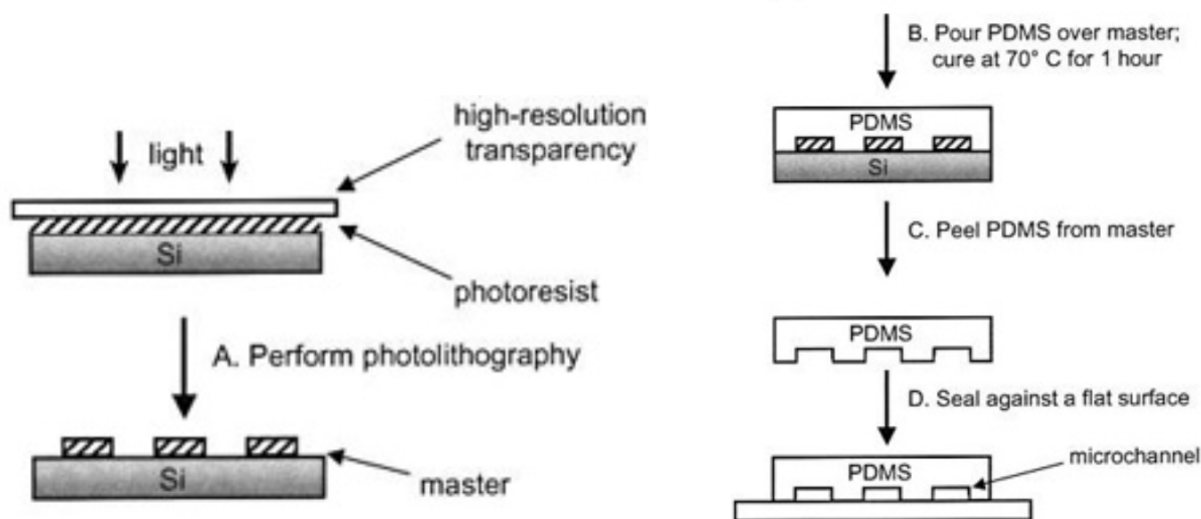 light
high-resolution
transparency
Si
photoresist
A. Perform photolithography
Si
master
B. Pour PDMS over master;
cure at 70° C for 1 hour
PDMS
Si
C. Peel PDMS from master
PDMS
D. Seal against a flat surface
microchannel
PDMS